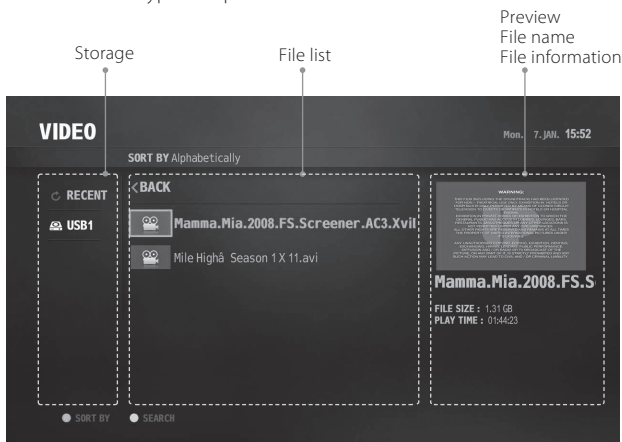 Preview
File name
File information
Storage
File list
VIDEO
Mon. 7. JAN. 15:52
SORT BY Alphabetically
RECENT
USB1
<BACK
Mamma.Mia.2008.FS.Screener.AC3.Xvil
Mile Highâ Season 1 X 11.avi
WARNING:
Mamma.Mia.2008.FS.S
FILE SIZE : 1.31 GB
PLAY TIME : 01:44:23
SORT BY
SEARCH